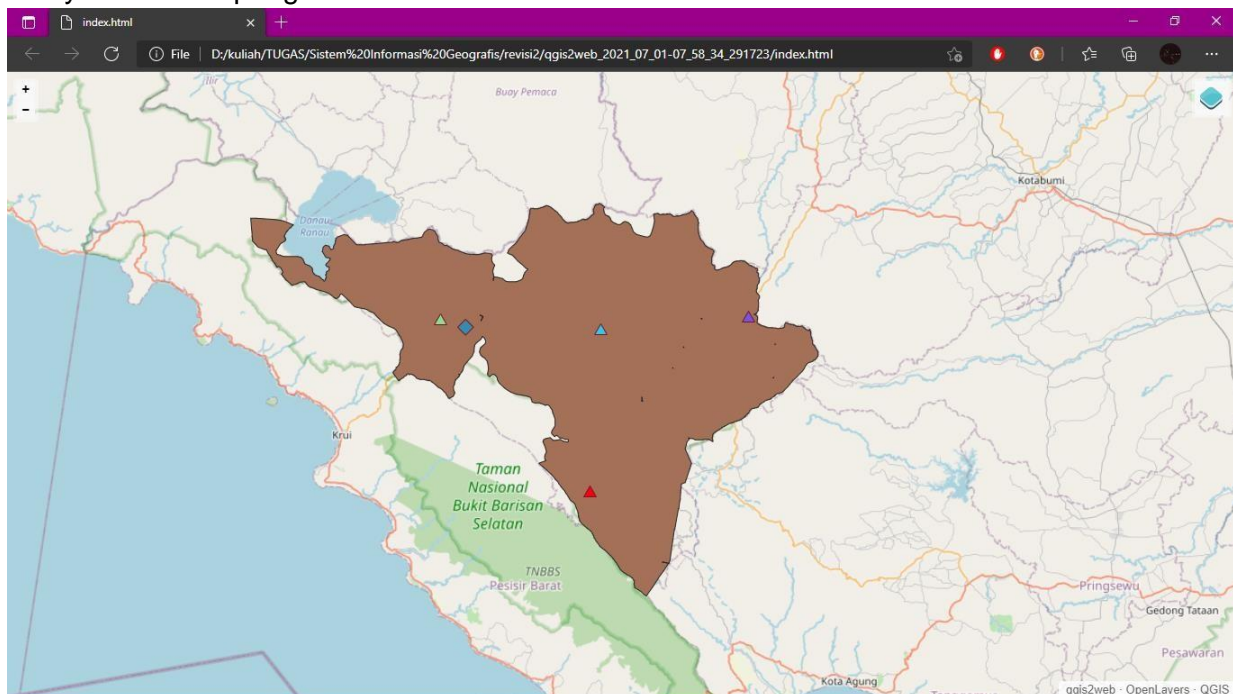 index.html
File
D:/kuliah/TUGAS/Sistem%20Informasi%20Geografis/revisi2/qgis2web_2021_07_01-07_58_34_291723/index.html
+
-
Ilir
Buay Pemaca
Kotabumi
Danau
Ranau
Krui
Taman
Nasional
Bukit Barisan
Selatan
TNBBS
Pesisir Barat
Pringsewu
Gedong Tataan
Pesawaran
Kota Agung
qgis2web · OpenLayers · QGIS